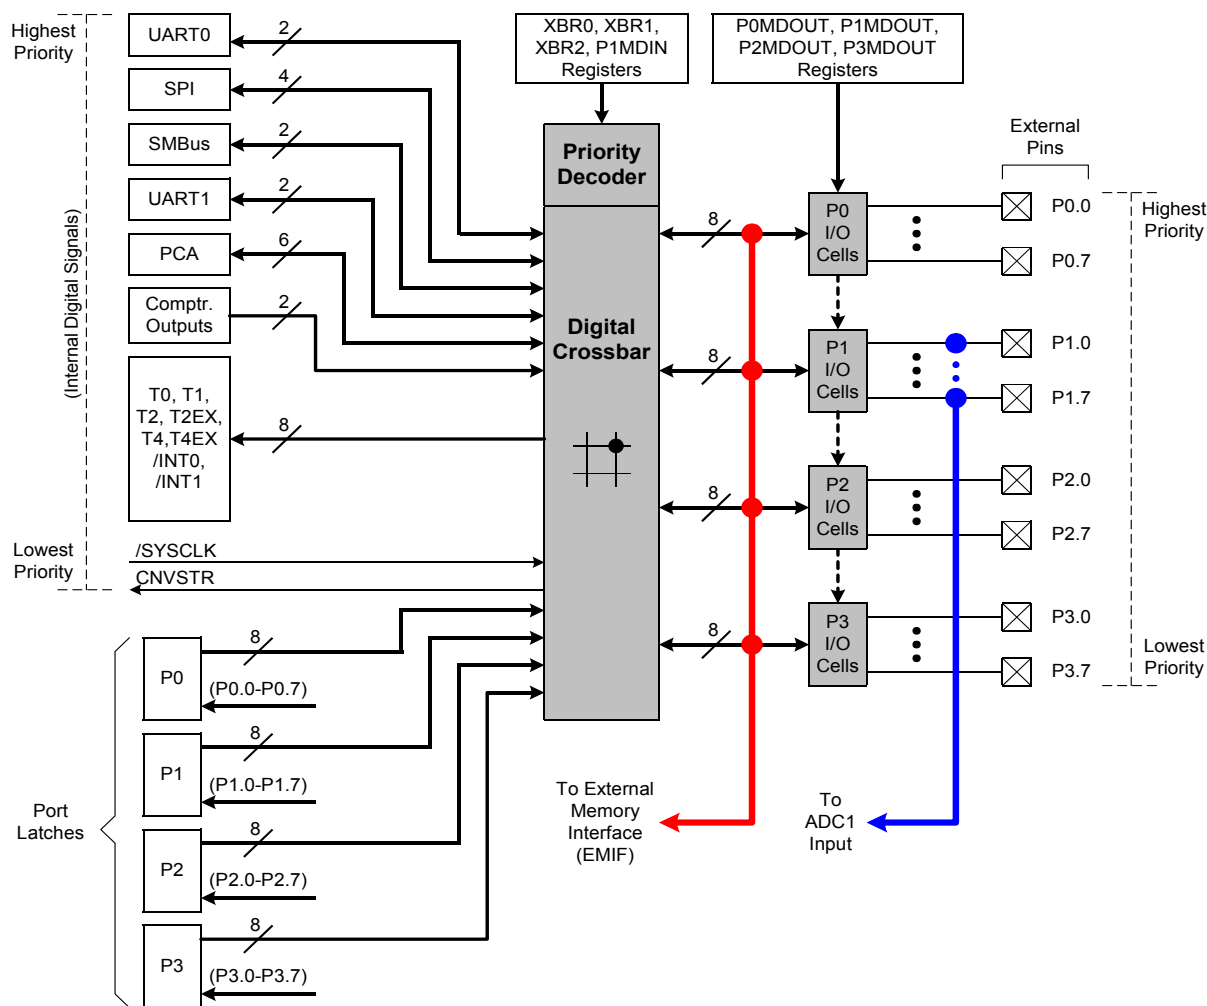 Highest
Priority
UART0
2
SPI
4
SMBus
2
UART1
2
PCA
6
Comptr.
Outputs
2
T0, T1,
T2, T2EX,
T4,T4EX
/INT0,
/INT1
8
(Internal Digital Signals)
Lowest
Priority
/SYSCLK
CNVSTR
XBR0, XBR1,
XBR2, P1MDIN
Registers
P0MDOUT, P1MDOUT,
P2MDOUT, P3MDOUT
Registers
Priority
Decoder
Digital
Crossbar
8
8
8
8
P0
I/O
Cells
P1
I/O
Cells
P2
I/O
Cells
P3
I/O
Cells
External
Pins
P0.0
P0.7
P1.0
P1.7
P2.0
P2.7
P3.0
P3.7
Highest
Priority
Lowest
Priority
Port
Latches
P0
8
(P0.0-P0.7)
P1
8
(P1.0-P1.7)
P2
8
(P2.0-P2.7)
P3
8
(P3.0-P3.7)
To External
Memory
Interface
(EMIF)
To
ADC1
Input